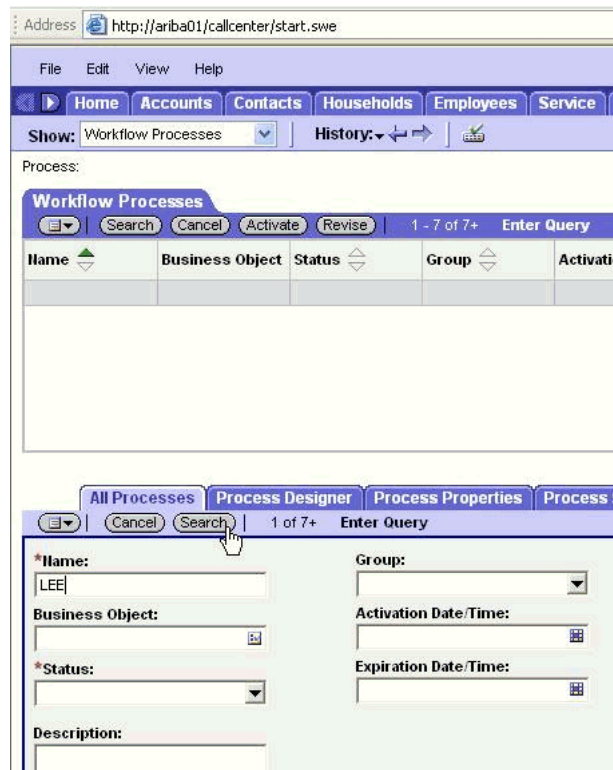 Address http://ariba01/callcenter/start.swe
File Edit View Help
Home Accounts Contacts Households Employees Service
Show: Workflow Processes History:
Process:
Workflow Processes
Search Cancel Activate Revise 1 - 7 of 7+ Enter Query
Name Business Object Status Group Activati
All Processes Process Designer Process Properties Process
Cancel Search 1 of 7+ Enter Query
*Name: Group:
LEE
Business Object: Activation Date/Time:
*Status: Expiration Date/Time:
Description: